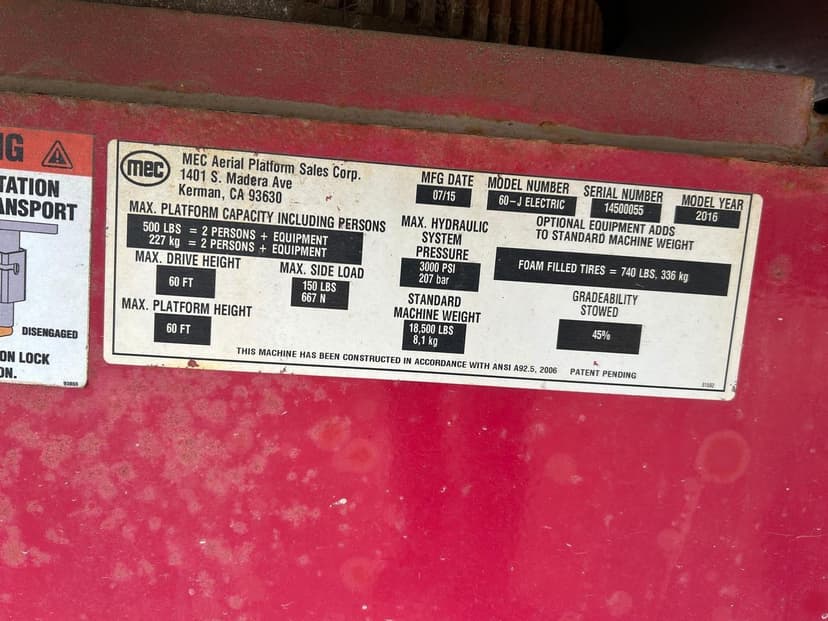 G
TATION
ANSPORT
DISENGAGED
ON LOCK
ON.
93888
mec
MEC Aerial Platform Sales Corp.
1401 S. Madera Ave
Kerman, CA 93630
MFG DATE
07/15
MODEL NUMBER
60-J ELECTRIC
SERIAL NUMBER
14500055
MODEL YEAR
2016
MAX. PLATFORM CAPACITY INCLUDING PERSONS
500 LBS = 2 PERSONS + EQUIPMENT
227 kg = 2 PERSONS + EQUIPMENT
MAX. DRIVE HEIGHT
60 FT
MAX. SIDE LOAD
150 LBS
667 N
MAX. PLATFORM HEIGHT
60 FT
MAX. HYDRAULIC
SYSTEM
PRESSURE
3000 PSI
207 bar
STANDARD
MACHINE WEIGHT
18,500 LBS
8,1 kg
OPTIONAL EQUIPMENT ADDS
TO STANDARD MACHINE WEIGHT
FOAM FILLED TIRES = 740 LBS, 336 kg
GRADEABILITY
STOWED
45%
THIS MACHINE HAS BEEN CONSTRUCTED IN ACCORDANCE WITH ANSI A92.5, 2006
PATENT PENDING